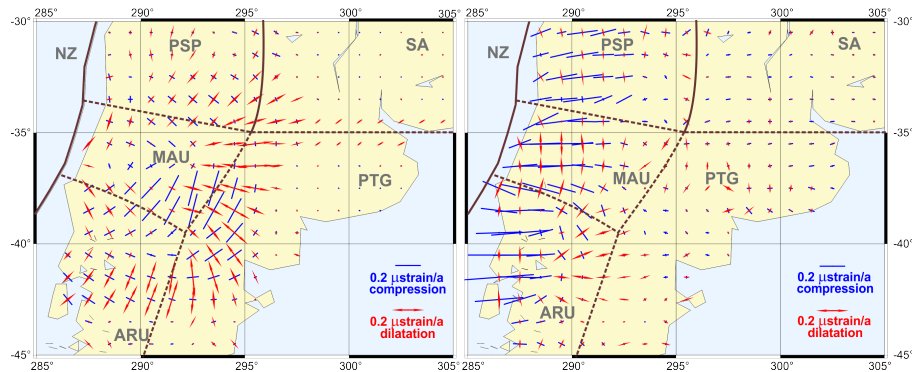 285° 290° 295° 300° 305° 285° 290° 295° 300° 305°
-30°
NZ PSP SA NZ PSP SA
-35°
MAU PTG MAU PTG
-40°
0.2 µstrain/a
compression
0.2 µstrain/a
dilatation
0.2 µstrain/a
compression
0.2 µstrain/a
dilatation
ARU ARU
-45°
285° 290° 295° 300° 305° 285° 290° 295° 300° 305°
-30°
-35°
-40°
-45°